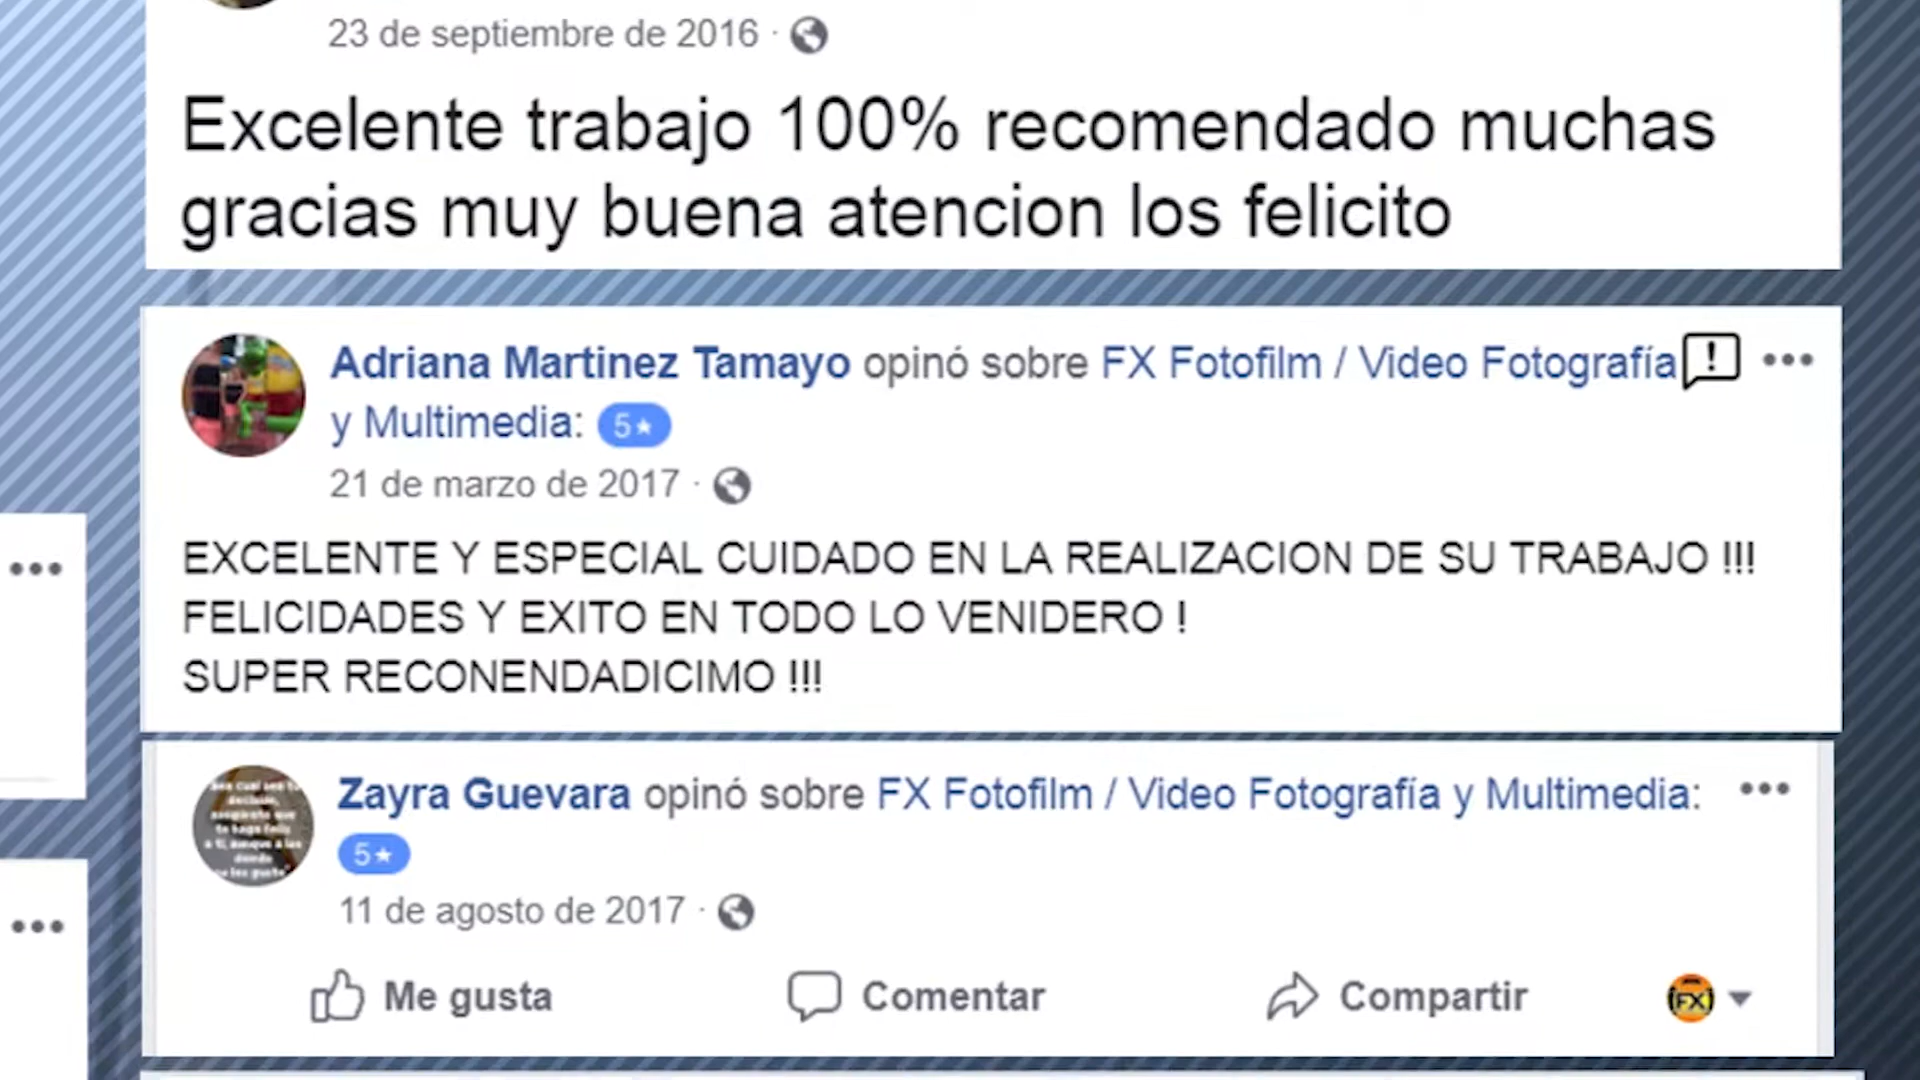 23 de septiembre de 2016 ·
Excelente trabajo 100% recomendado muchas
gracias muy buena atencion los felicito
Adriana Martinez Tamayo opinó sobre FX Fotofilm / Video Fotografía
y Multimedia: 5★
21 de marzo de 2017 ·
EXCELENTE Y ESPECIAL CUIDADO EN LA REALIZACION DE SU TRABAJO !!!
FELICIDADES Y EXITO EN TODO LO VENIDERO !
SUPER RECONENDADICIMO !!!
Zayra Guevara opinó sobre FX Fotofilm / Video Fotografía y Multimedia:
5★
11 de agosto de 2017 ·
Me gusta Comentar Compartir FX